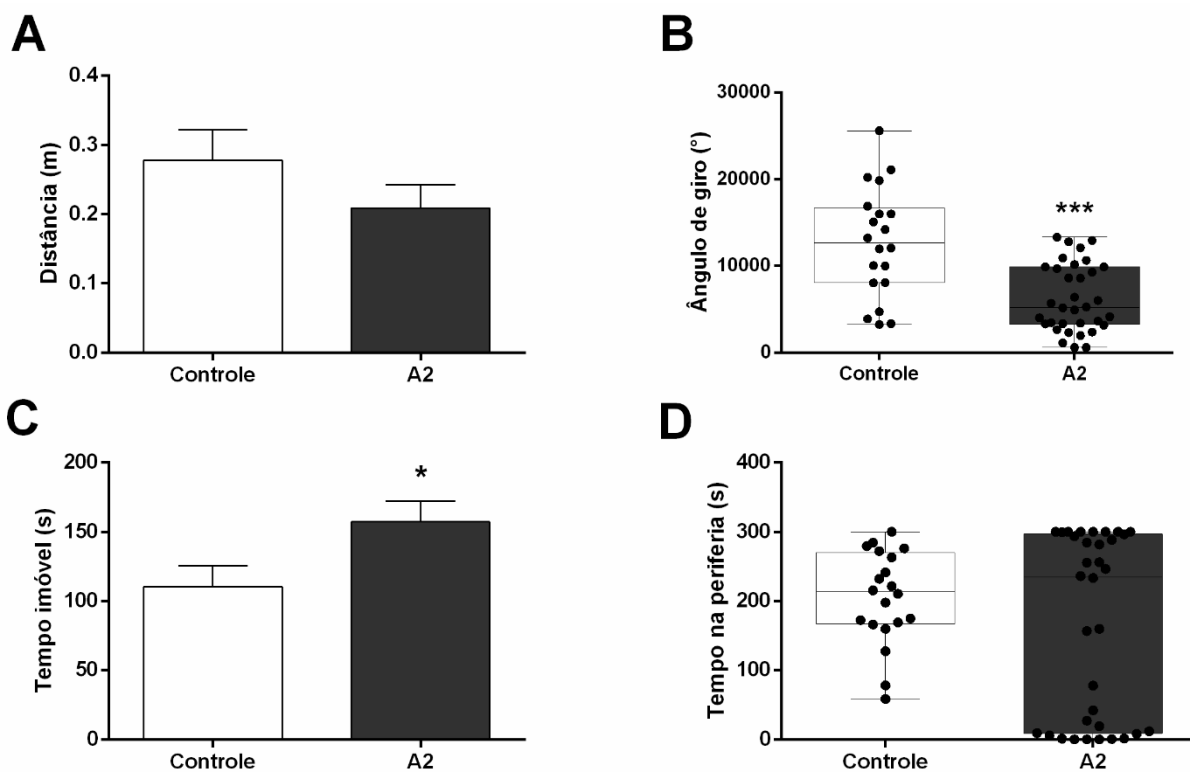 A
Distância (m)
0.4
0.3
0.2
0.1
0.0
Controle
A2
B
Ângulo de giro (°)
30000
20000
10000
0
***
Controle
A2
C
Tempo imóvel (s)
200
150
100
50
0
*
Controle
A2
D
Tempo na periferia (s)
400
300
200
100
0
Controle
A2